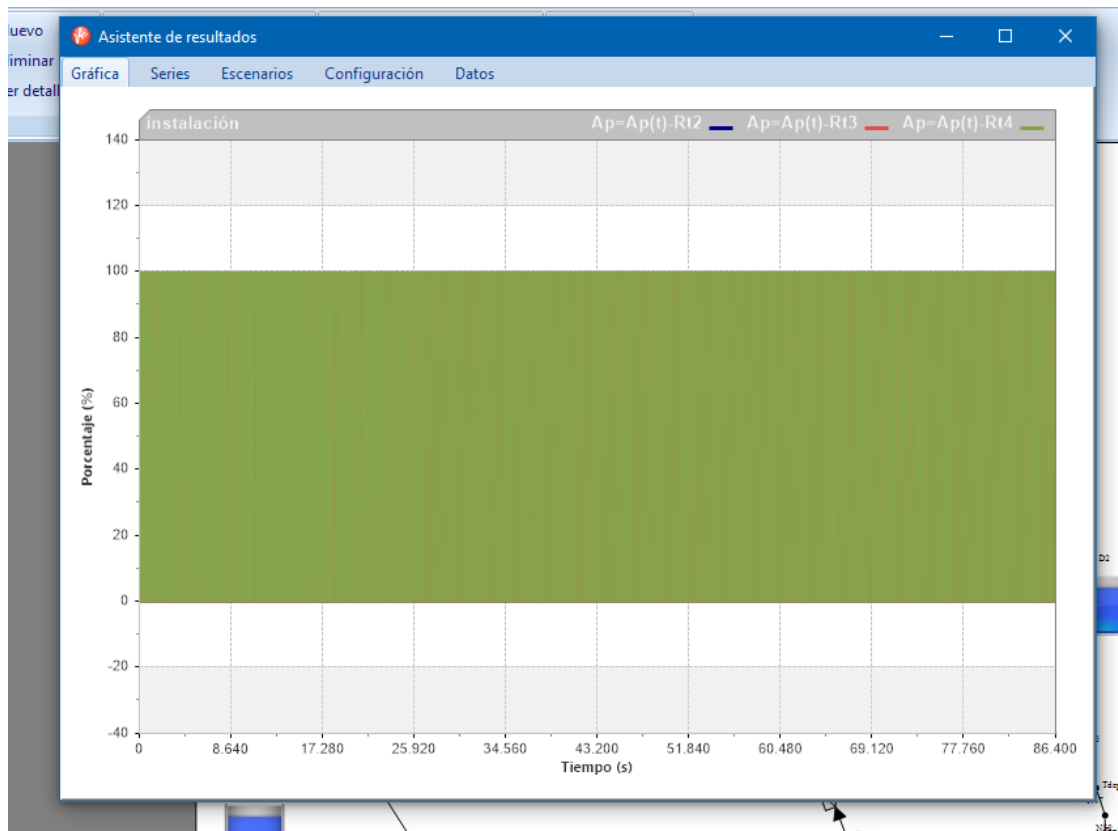 uevo
Asistente de resultados
iminar
Gráfica Series Escenarios Configuración Datos
er detall
instalación Ap=Ap(t)-Rt2 Ap=Ap(t)-Rt3 Ap=Ap(t)-Rt4
140
120
100
80
60
40
20
0
-20
-40
Porcentaje (%)
0 8.640 17.280 25.920 34.560 43.200 51.840 60.480 69.120 77.760 86.400
Tiempo (s)
D2